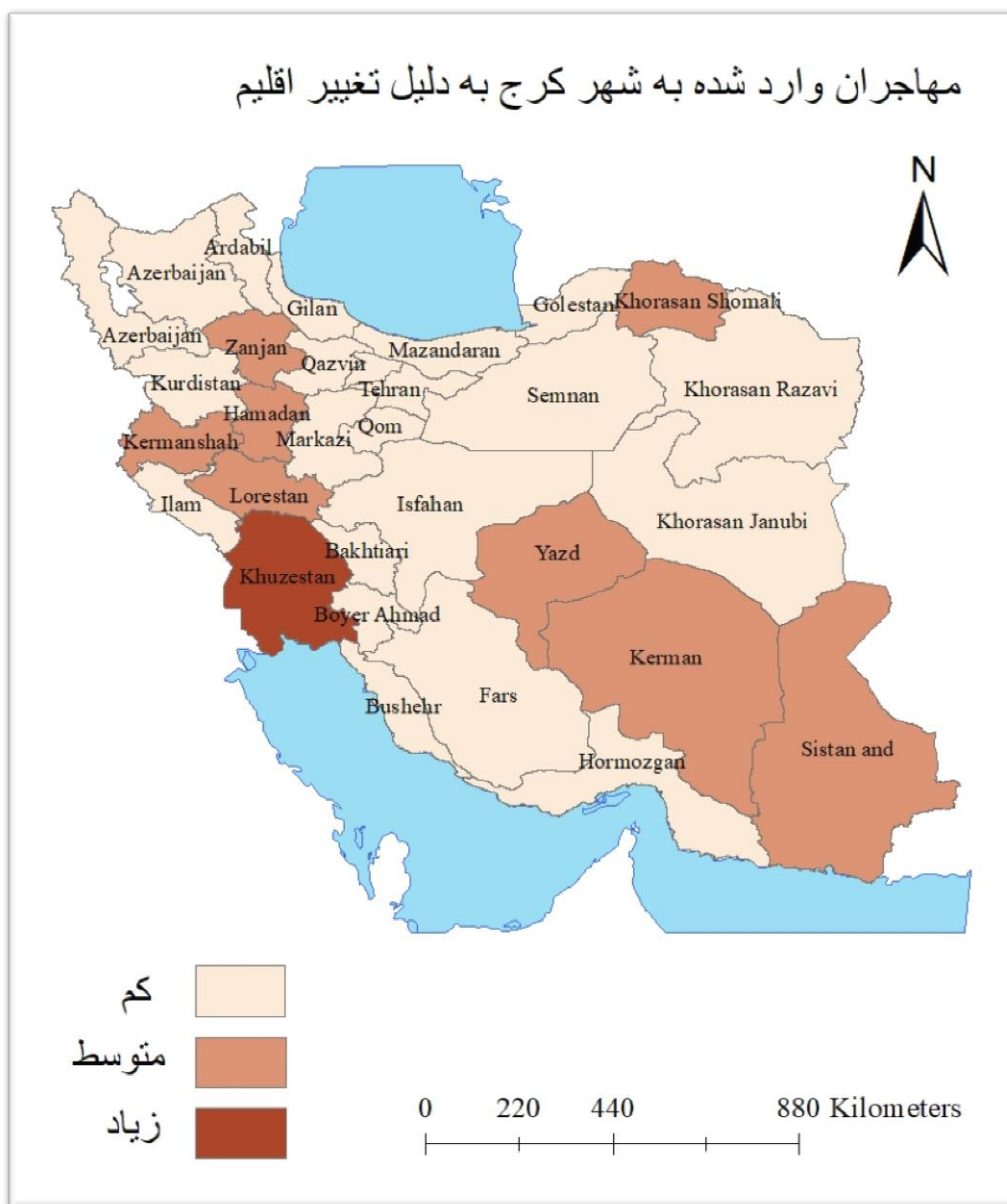 مهاجران وارد شده به شهر کرج به دلیل تغییر اقلیم
N
Ardabil
Azerbaijan
Gilan
Golestan
Khorasan Shomali
Azerbaijan
Zanjan
Qazvin
Mazandaran
Kurdistan
Tehran
Semnan
Khorasan Razavi
Hamadan
Qom
Kermanshah
Markazi
Ilam
Lorestan
Isfahan
Khorasan Janubi
Bakhtiari
Yazd
Khuzestan
Boyer Ahmad
Kerman
Fars
Bushehr
Sistan and
Hormozgan
کم
متوسط
زیاد
0 220 440 880 Kilometers